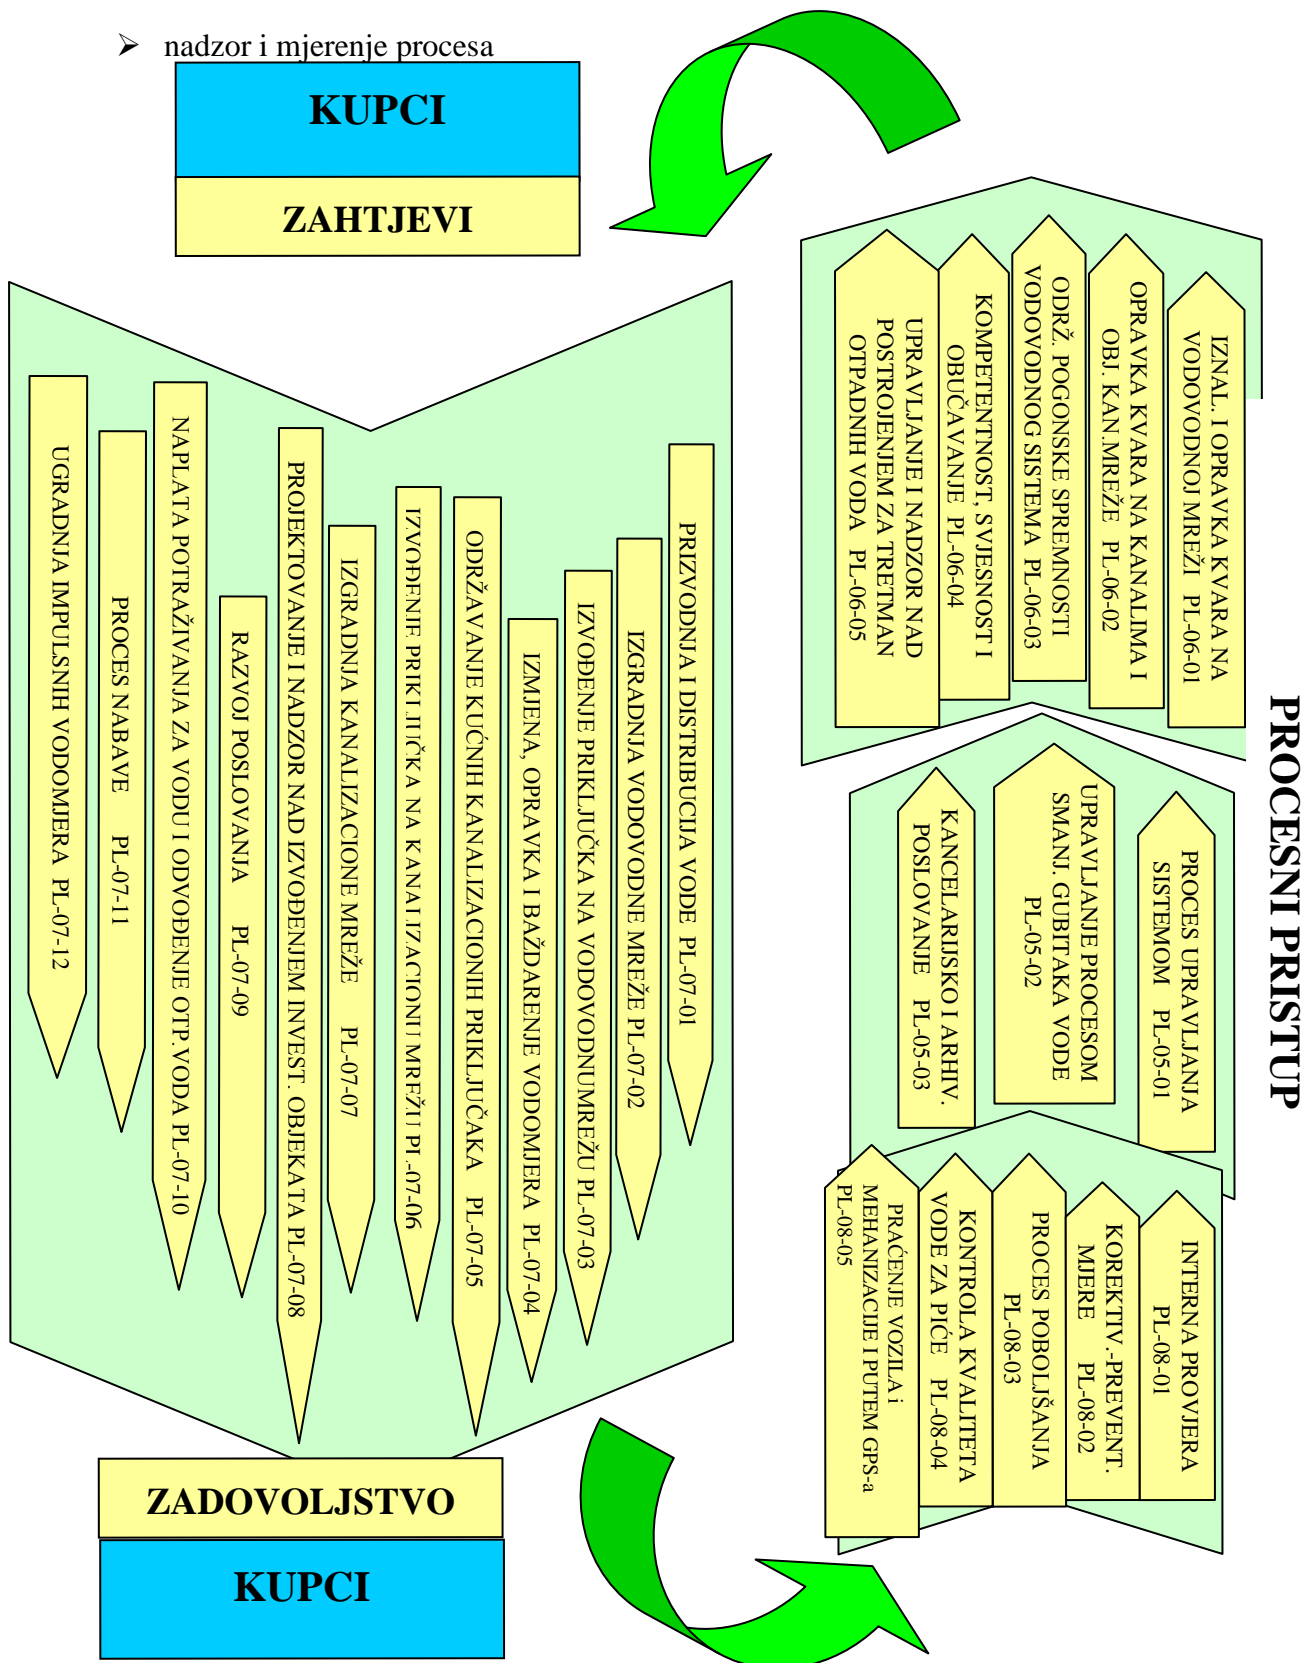 nadzor i mjerenje procesa
KUPCI
ZAHTJEVI
PROCESNI PRISTUP
IZNAL. I OPRAVKA KVARA NA
VODOVODNOJ MREŽI PL-06-01
OPRAVKA KVARA NA KANALIMA I
OBJ. KAN.MREŽE PL-06-02
ODRŽ. POGONSKE SPREMNOSTI
VODOVODNOG SISTEMA PL-06-03
KOMPETENTNOST, SVJESNOST I
OBUČAVANJE PL-06-04
UPRAVLJANJE I NADZOR NAD
POSTROJENJEM ZA TRETMAN
OTPADNIH VODA PL-06-05
PROCES UPRAVLJANJA
SISTEMOM PL-05-01
UPRAVLJANJE PROCESOM
SMANJ. GUBITAKA VODE
PL-05-02
KANCELARIJSKO I ARHIV.
POSLOVANJE PL-05-03
INTERNA PROVJERA
PL-08-01
KOREKTIV.-PREVENT.
MJERE PL-08-02
PROCES POBOLJŠANJA
PL-08-03
KONTROLA KVALITETA
VODE ZA PIĆE PL-08-04
PRAĆENJE VOZILA i
MEHANIZACIJE I PUTEM GPS-a
PL-08-05
PRIZVODNJA I DISTRIBUCIJA VODE PL-07-01
IZGRADNJA VODOVODNE MREŽE PL-07-02
IZVOĐENJE PRIKLJUČKA NA VODOVODNUMREŽU PL-07-03
IZMJENA, OPRAVKA I BAŽDARENJE VODOMJERA PL-07-04
ODRŽAVANJE KUĆNIH KANALIZACIONIH PRIKLJUČAKA PL-07-05
IZVOĐENJE PRIKLJUČKA NA KANALIZACIONU MREŽU PL-07-06
IZGRADNJA KANALIZACIONE MREŽE PL-07-07
PROJEKTOVANJE I NADZOR NAD IZVOĐENJEM INVEST. OBJEKATA PL-07-08
RAZVOJ POSLOVANJA PL-07-09
NAPLATA POTRAŽIVANJA ZA VODU I ODVOĐENJE OTP.VODA PL-07-10
PROCES NABAVE PL-07-11
UGRADNJA IMPULSNIH VODOMJERA PL-07-12
ZADOVOLJSTVO
KUPCI